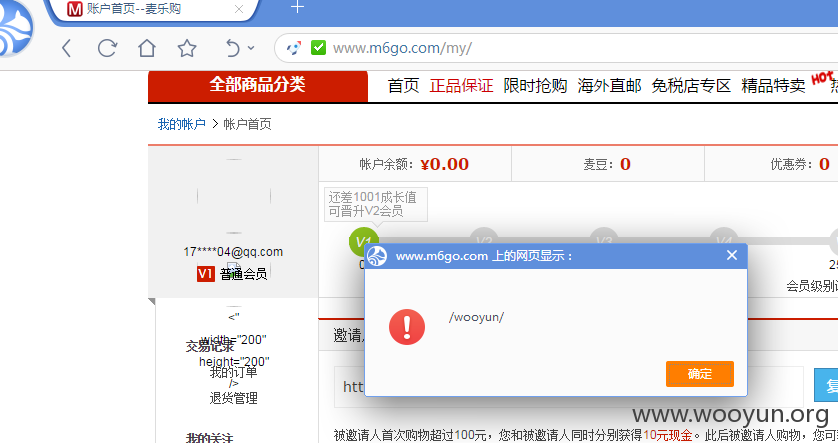 账户首页--麦乐购
www.m6go.com/my/
全部商品分类 首页 正品保证 限时抢购 海外直邮 免税店专区 精品特卖 Hot
我的帐户 > 帐户首页
帐户余额：¥0.00 麦豆：0 优惠券：0
还差1001成长值
可晋升V2会员
V1 V2 V3 V4
17****04@qq.com
V1 普通会员
会员级别
www.m6go.com 上的网页显示：
/wooyun/
确定
<"
width="200"
交易记录
height="200"
我的订单
/>
退货管理
我的关注
邀请
htt
复
www.wooyun.org
被邀请人首次购物超过100元，您和被邀请人同时分别获得10元现金。此后被邀请人购物，您可